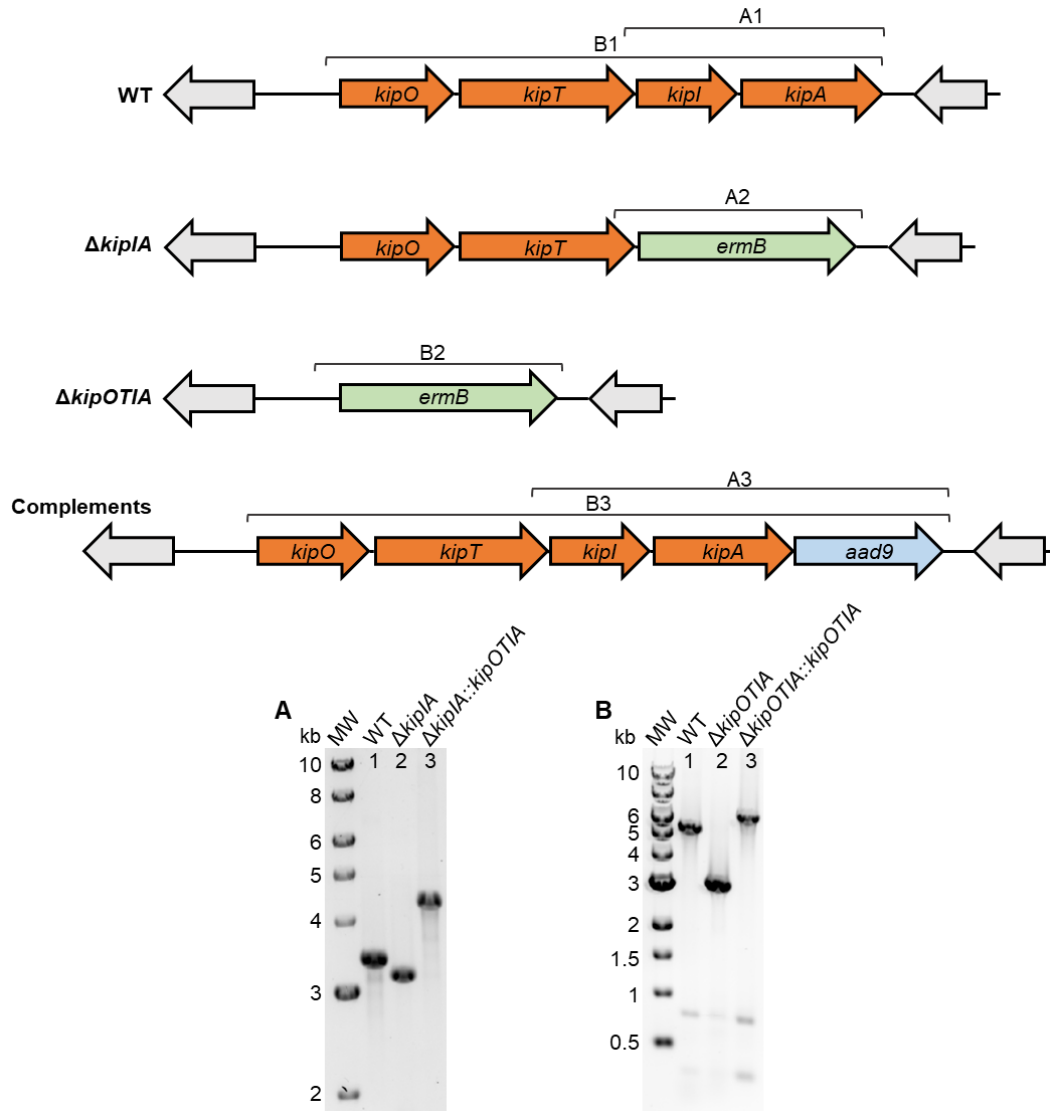 A1
B1
WT kipO kipT kipI kipA
A2
ΔkipIA kipO kipT ermB
B2
ΔkipOTIA ermB
A3
Complements B3
kipO kipT kipI kipA aad9
A
kb MW WT ΔkipIA ΔkipIA::kipOTIA
1 2 3
10
8
6
5
4
3
2
B
kb MW WT ΔkipOTIA ΔkipOTIA::kipOTIA
1 2 3
10
6
5
4
3
2
1.5
1
0.5